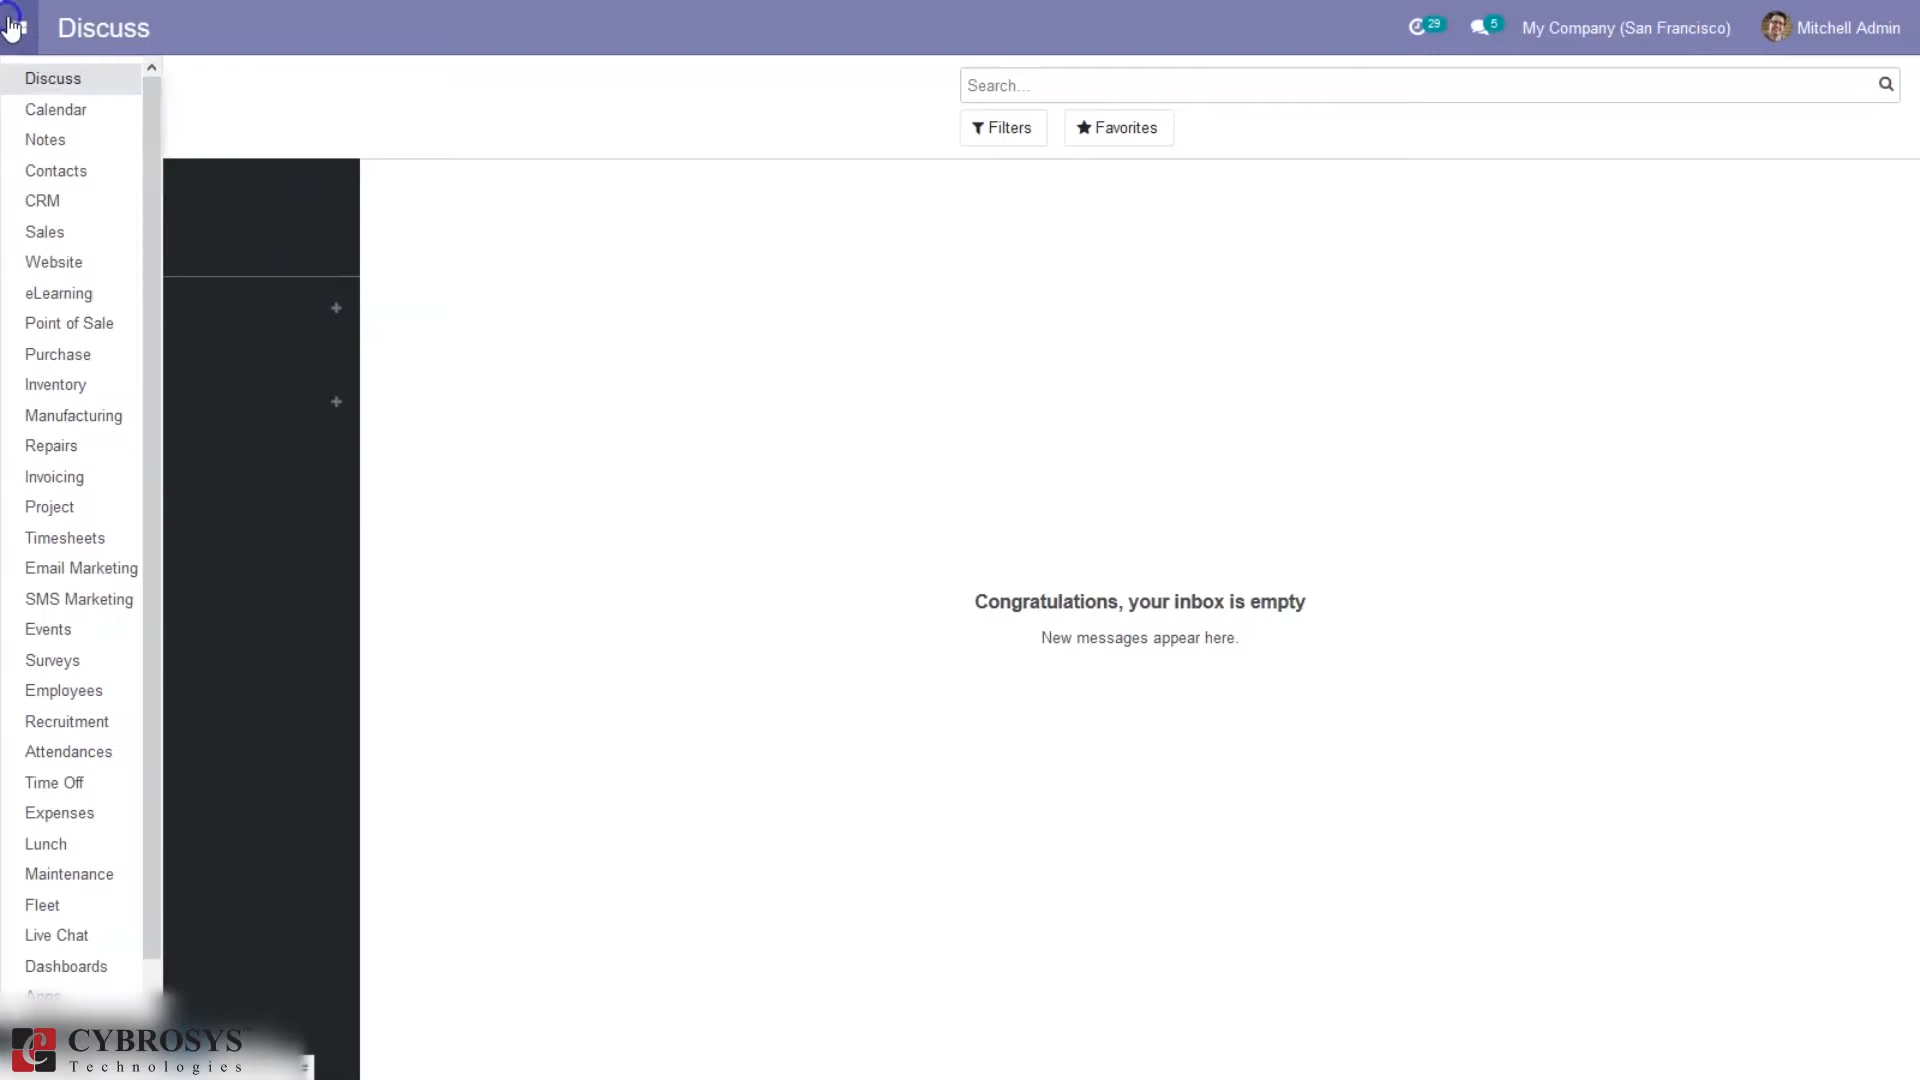 Discuss
29
5
My Company (San Francisco)
Mitchell Admin
Discuss
Calendar
Notes
Contacts
CRM
Sales
Website
eLearning
Point of Sale
Purchase
Inventory
Manufacturing
Repairs
Invoicing
Project
Timesheets
Email Marketing
SMS Marketing
Events
Surveys
Employees
Recruitment
Attendances
Time Off
Expenses
Lunch
Maintenance
Fleet
Live Chat
Dashboards
Apps
Search...
Filters
Favorites
Congratulations, your inbox is empty
New messages appear here.
CYBROSYS
Technologies